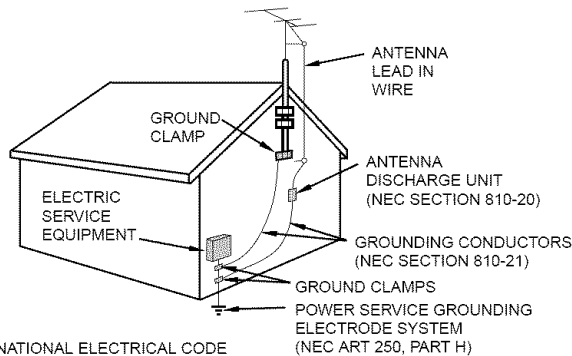 ANTENNA
LEAD IN
WIRE
GROUND
CLAMP
ANTENNA
DISCHARGE UNIT
(NEC SECTION 810-20)
ELECTRIC
SERVICE
EQUIPMENT
GROUNDING CONDUCTORS
(NEC SECTION 810-21)
GROUND CLAMPS
POWER SERVICE GROUNDING
ELECTRODE SYSTEM
(NEC ART 250, PART H)
NATIONAL ELECTRICAL CODE